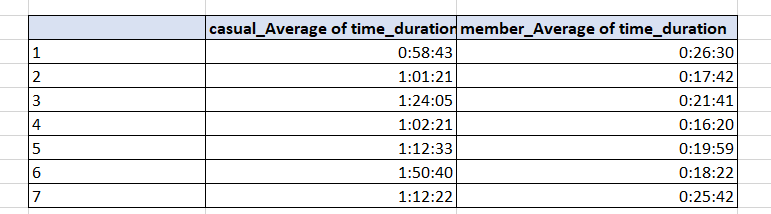 casual_Average of time_duration member_Average of time_duration
1 0:58:43 0:26:30
2 1:01:21 0:17:42
3 1:24:05 0:21:41
4 1:02:21 0:16:20
5 1:12:33 0:19:59
6 1:50:40 0:18:22
7 1:12:22 0:25:42